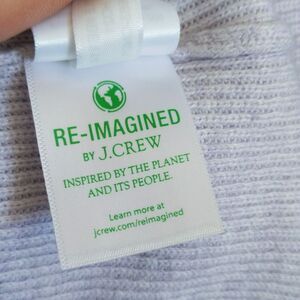 RE-IMAGINED
BY J.CREW
INSPIRED BY THE PLANET
AND ITS PEOPLE.
Learn more at
jcrew.com/reimagined